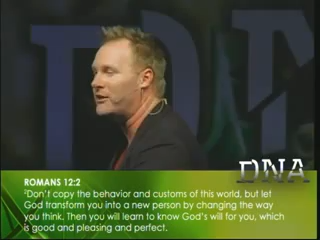 DNA
ROMANS 12:2
²Don't copy the behavior and customs of this world, but let
God transform you into a new person by changing the way
you think. Then you will learn to know God's will for you, which
is good and pleasing and perfect.